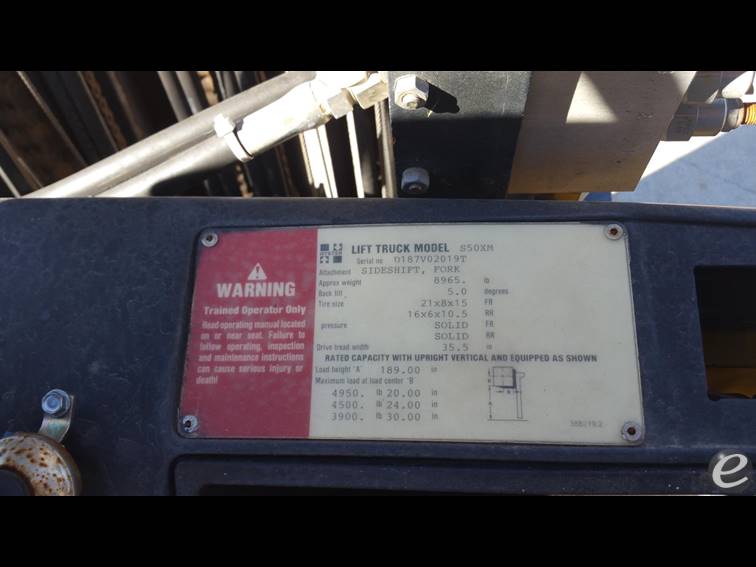 WARNING
Trained Operator Only
Read operating manual located
on or near seat. Failure to
follow operating, inspection
and maintenance instructions
can cause serious injury or
death!
HYSTER
LIFT TRUCK MODEL S50XM
Serial no D187V02019T
Attachment SIDESHIFT, FORK
Approx weight 8965. lb
Back tilt 5.0 degrees
Tire size 21x8x15 FR
16x6x10.5 RR
pressure SOLID FR
SOLID RR
Drive tread width 35.5 in
RATED CAPACITY WITH UPRIGHT VERTICAL AND EQUIPPED AS SHOWN
Load height 'A' 189.00 in
Maximum load at load center 'B'
4950. lb 20.00 in
4500. lb 24.00 in
3900. lb 30.00 in
e